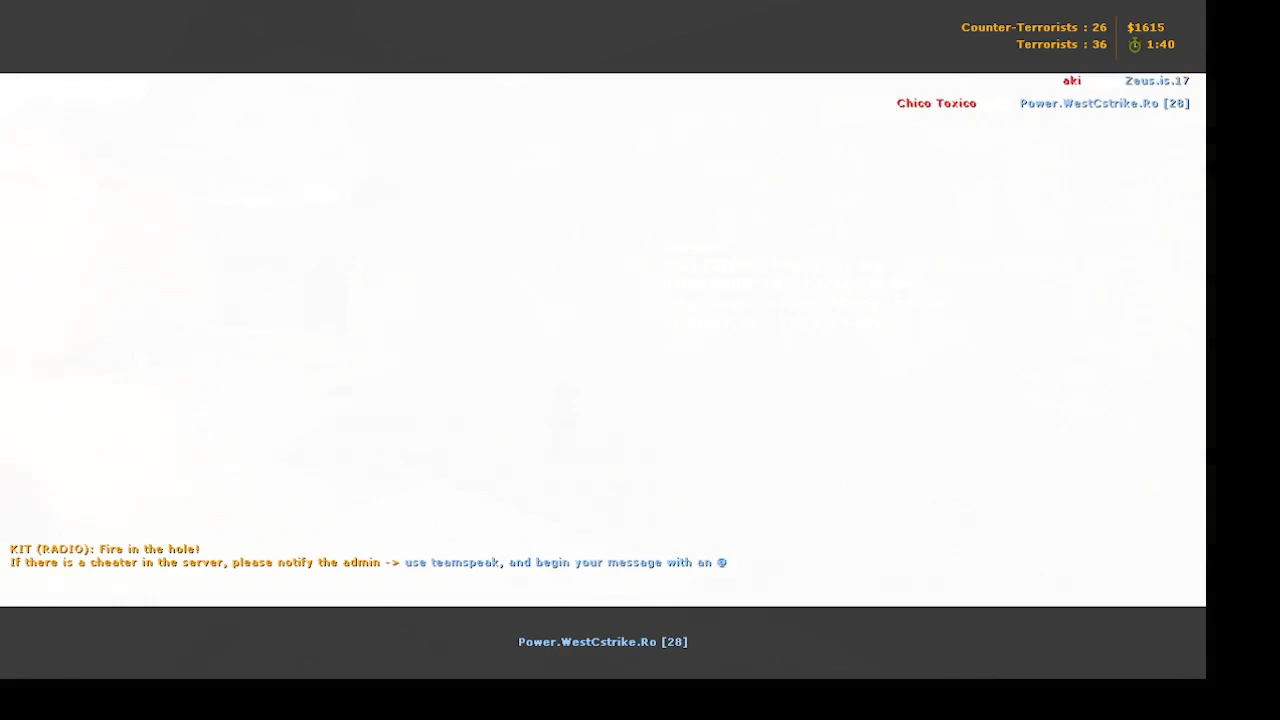 Counter-Terrorists : 26 $1615
Terrorists : 36 1:40
aki Zeus.is.17
Chico Toxico Power.WestCstrike.Ro [28]
KIT (RADIO): Fire in the hole!
If there is a cheater in the server, please notify the admin -> use teamspeak, and begin your message with an @
Power.WestCstrike.Ro [28]